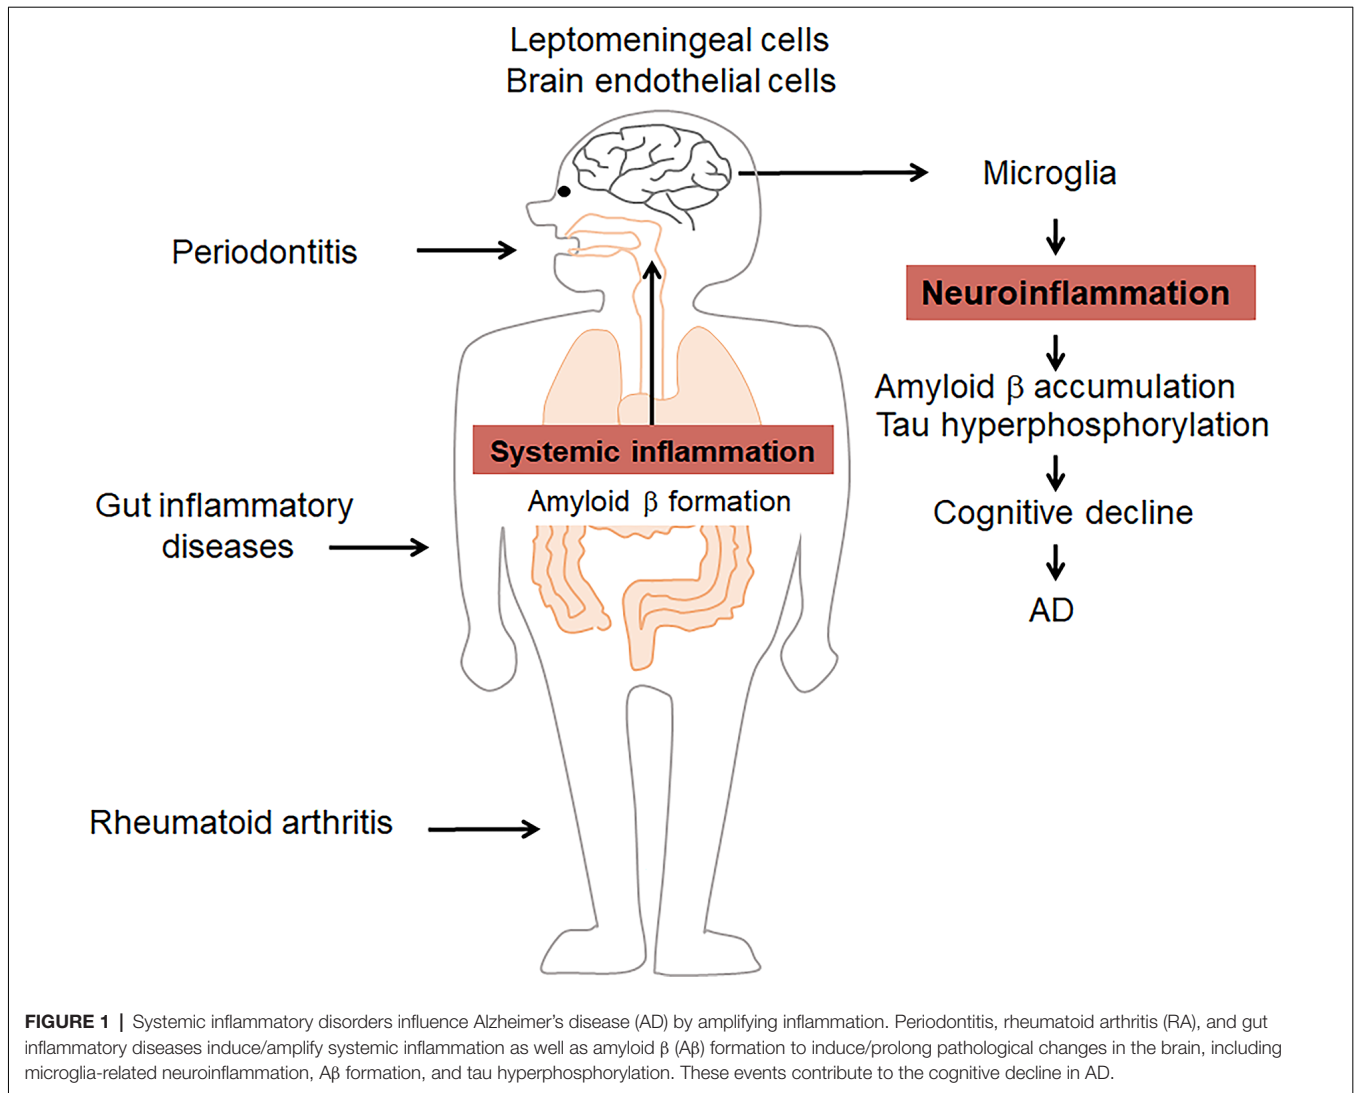 Leptomeningeal cells
Brain endothelial cells
Microglia
Periodontitis
Neuroinflammation
Amyloid β accumulation
Tau hyperphosphorylation
Systemic inflammation
Amyloid β formation
Gut inflammatory
diseases
Cognitive decline
AD
Rheumatoid arthritis
FIGURE 1 | Systemic inflammatory disorders influence Alzheimer's disease (AD) by amplifying inflammation. Periodontitis, rheumatoid arthritis (RA), and gut
inflammatory diseases induce/amplify systemic inflammation as well as amyloid β (Aβ) formation to induce/prolong pathological changes in the brain, including
microglia-related neuroinflammation, Aβ formation, and tau hyperphosphorylation. These events contribute to the cognitive decline in AD.